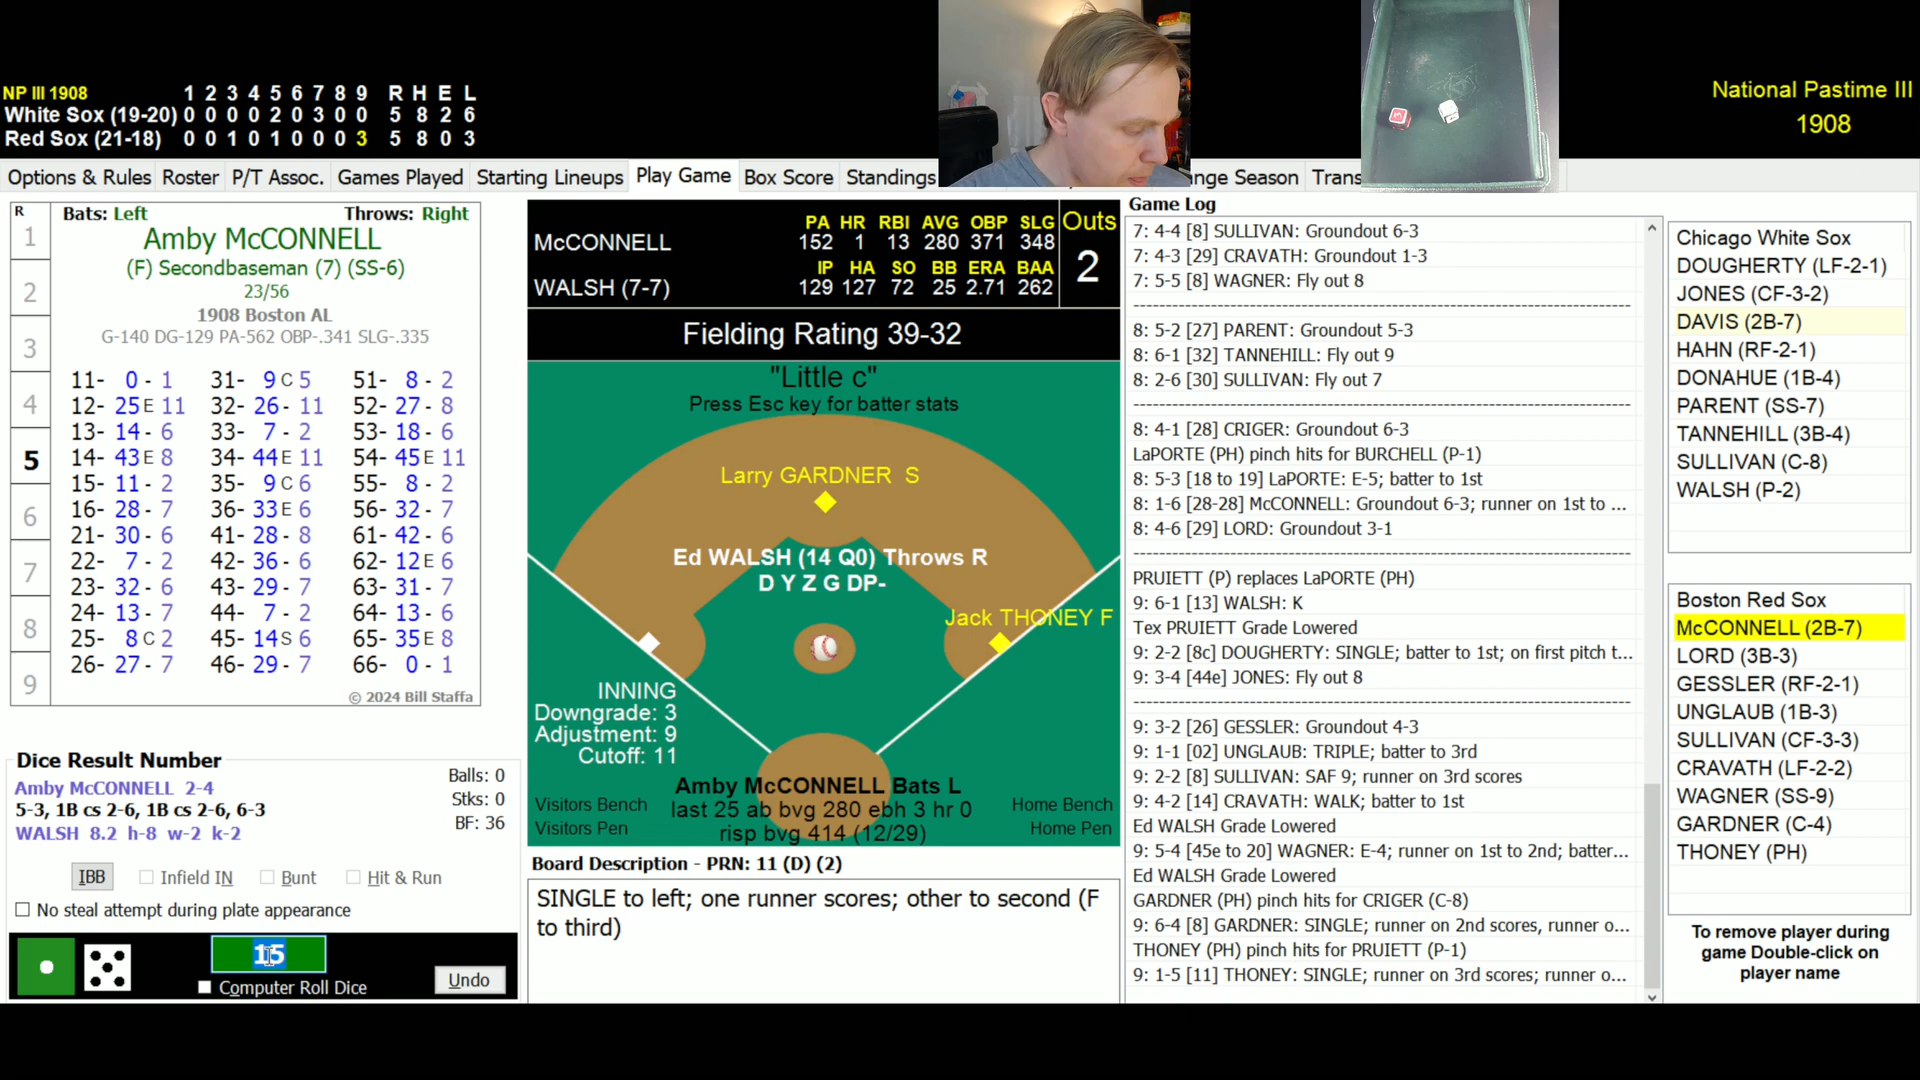 NP III 1908 1 2 3 4 5 6 7 8 9 R H E L
White Sox (19-20) 0 0 0 0 2 0 3 0 0 5 8 2 6
Red Sox (21-18) 0 0 1 0 1 0 0 0 3 5 8 0 3
National Pastime III
1908
Options & Rules Roster P/T Assoc. Games Played Starting Lineups Play Game Box Score Standings nge Season Trans
R
1
2
3
4
5
6
7
8
9
Bats: Left Throws: Right
Amby McCONNELL
(F) Secondbaseman (7) (SS-6)
23/56
1908 Boston AL
G-140 DG-129 PA-562 OBP-.341 SLG-.335
11- 0 - 1 31- 9 C 5 51- 8 - 2
12- 25 E 11 32- 26 - 11 52- 27 - 8
13- 14 - 6 33- 7 - 2 53- 18 - 6
14- 43 E 8 34- 44 E 11 54- 45 E 11
15- 11 - 2 35- 9 C 6 55- 8 - 2
16- 28 - 7 36- 33 E 6 56- 32 - 7
21- 30 - 6 41- 28 - 8 61- 42 - 6
22- 7 - 2 42- 36 - 6 62- 12 E 6
23- 32 - 6 43- 29 - 7 63- 31 - 7
24- 13 - 7 44- 7 - 2 64- 13 - 6
25- 8 C 2 45- 14 S 6 65- 35 E 8
26- 27 - 7 46- 29 - 7 66- 0 - 1
© 2024 Bill Staffa
Dice Result Number
Amby McCONNELL 2-4
5-3, 1B cs 2-6, 1B cs 2-6, 6-3
WALSH 8.2 h-8 w-2 k-2
Balls: 0
Stks: 0
BF: 36
IBB Infield IN Bunt Hit & Run
No steal attempt during plate appearance
15
Computer Roll Dice
Undo
PA HR RBI AVG OBP SLG
McCONNELL 152 1 13 280 371 348
IP HA SO BB ERA BAA
WALSH (7-7) 129 127 72 25 2.71 262
Outs
2
Fielding Rating 39-32
"Little c"
Press Esc key for batter stats
Larry GARDNER S
Ed WALSH (14 Q0) Throws R
D Y Z G DP-
Jack THONEY F
INNING
Downgrade: 3
Adjustment: 9
Cutoff: 11
Amby McCONNELL Bats L
last 25 ab bvg 280 ebh 3 hr 0
risp bvg 414 (12/29)
Visitors Bench
Visitors Pen
Home Bench
Home Pen
Board Description - PRN: 11 (D) (2)
SINGLE to left; one runner scores; other to second (F
to third)
Game Log
7: 4-4 [8] SULLIVAN: Groundout 6-3
7: 4-3 [29] CRAVATH: Groundout 1-3
7: 5-5 [8] WAGNER: Fly out 8
8: 5-2 [27] PARENT: Groundout 5-3
8: 6-1 [32] TANNEHILL: Fly out 9
8: 2-6 [30] SULLIVAN: Fly out 7
8: 4-1 [28] CRIGER: Groundout 6-3
LaPORTE (PH) pinch hits for BURCHELL (P-1)
8: 5-3 [18 to 19] LaPORTE: E-5; batter to 1st
8: 1-6 [28-28] McCONNELL: Groundout 6-3; runner on 1st to ...
8: 4-6 [29] LORD: Groundout 3-1
PRUIETT (P) replaces LaPORTE (PH)
9: 6-1 [13] WALSH: K
Tex PRUIETT Grade Lowered
9: 2-2 [8c] DOUGHERTY: SINGLE; batter to 1st; on first pitch t...
9: 3-4 [44e] JONES: Fly out 8
9: 3-2 [26] GESSLER: Groundout 4-3
9: 1-1 [02] UNGLAUB: TRIPLE; batter to 3rd
9: 2-2 [8] SULLIVAN: SAF 9; runner on 3rd scores
9: 4-2 [14] CRAVATH: WALK; batter to 1st
Ed WALSH Grade Lowered
9: 5-4 [45e to 20] WAGNER: E-4; runner on 1st to 2nd; batter...
Ed WALSH Grade Lowered
GARDNER (PH) pinch hits for CRIGER (C-8)
9: 6-4 [8] GARDNER: SINGLE; runner on 2nd scores, runner o...
THONEY (PH) pinch hits for PRUIETT (P-1)
9: 1-5 [11] THONEY: SINGLE; runner on 3rd scores; runner o...
Chicago White Sox
DOUGHERTY (LF-2-1)
JONES (CF-3-2)
DAVIS (2B-7)
HAHN (RF-2-1)
DONAHUE (1B-4)
PARENT (SS-7)
TANNEHILL (3B-4)
SULLIVAN (C-8)
WALSH (P-2)
Boston Red Sox
McCONNELL (2B-7)
LORD (3B-3)
GESSLER (RF-2-1)
UNGLAUB (1B-3)
SULLIVAN (CF-3-3)
CRAVATH (LF-2-2)
WAGNER (SS-9)
GARDNER (C-4)
THONEY (PH)
To remove player during
game Double-click on
player name